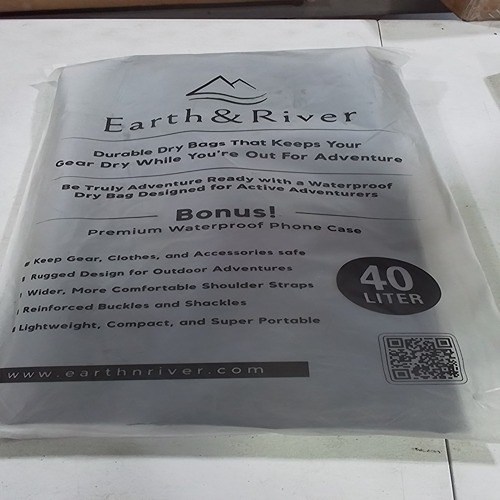 Earth & River
Durable Dry Bags That Keeps Your
Gear Dry While You're Out For Adventure
Be Truly Adventure Ready with a Waterproof
Dry Bag Designed for Active Adventurers
Bonus!
Premium Waterproof Phone Case
Keep Gear, Clothes, and Accessories safe
Rugged Design for Outdoor Adventures
Wider, More Comfortable Shoulder Straps
Reinforced Buckles and Shackles
Lightweight, Compact, and Super Portable
40
LITER
www.earthnriver.com